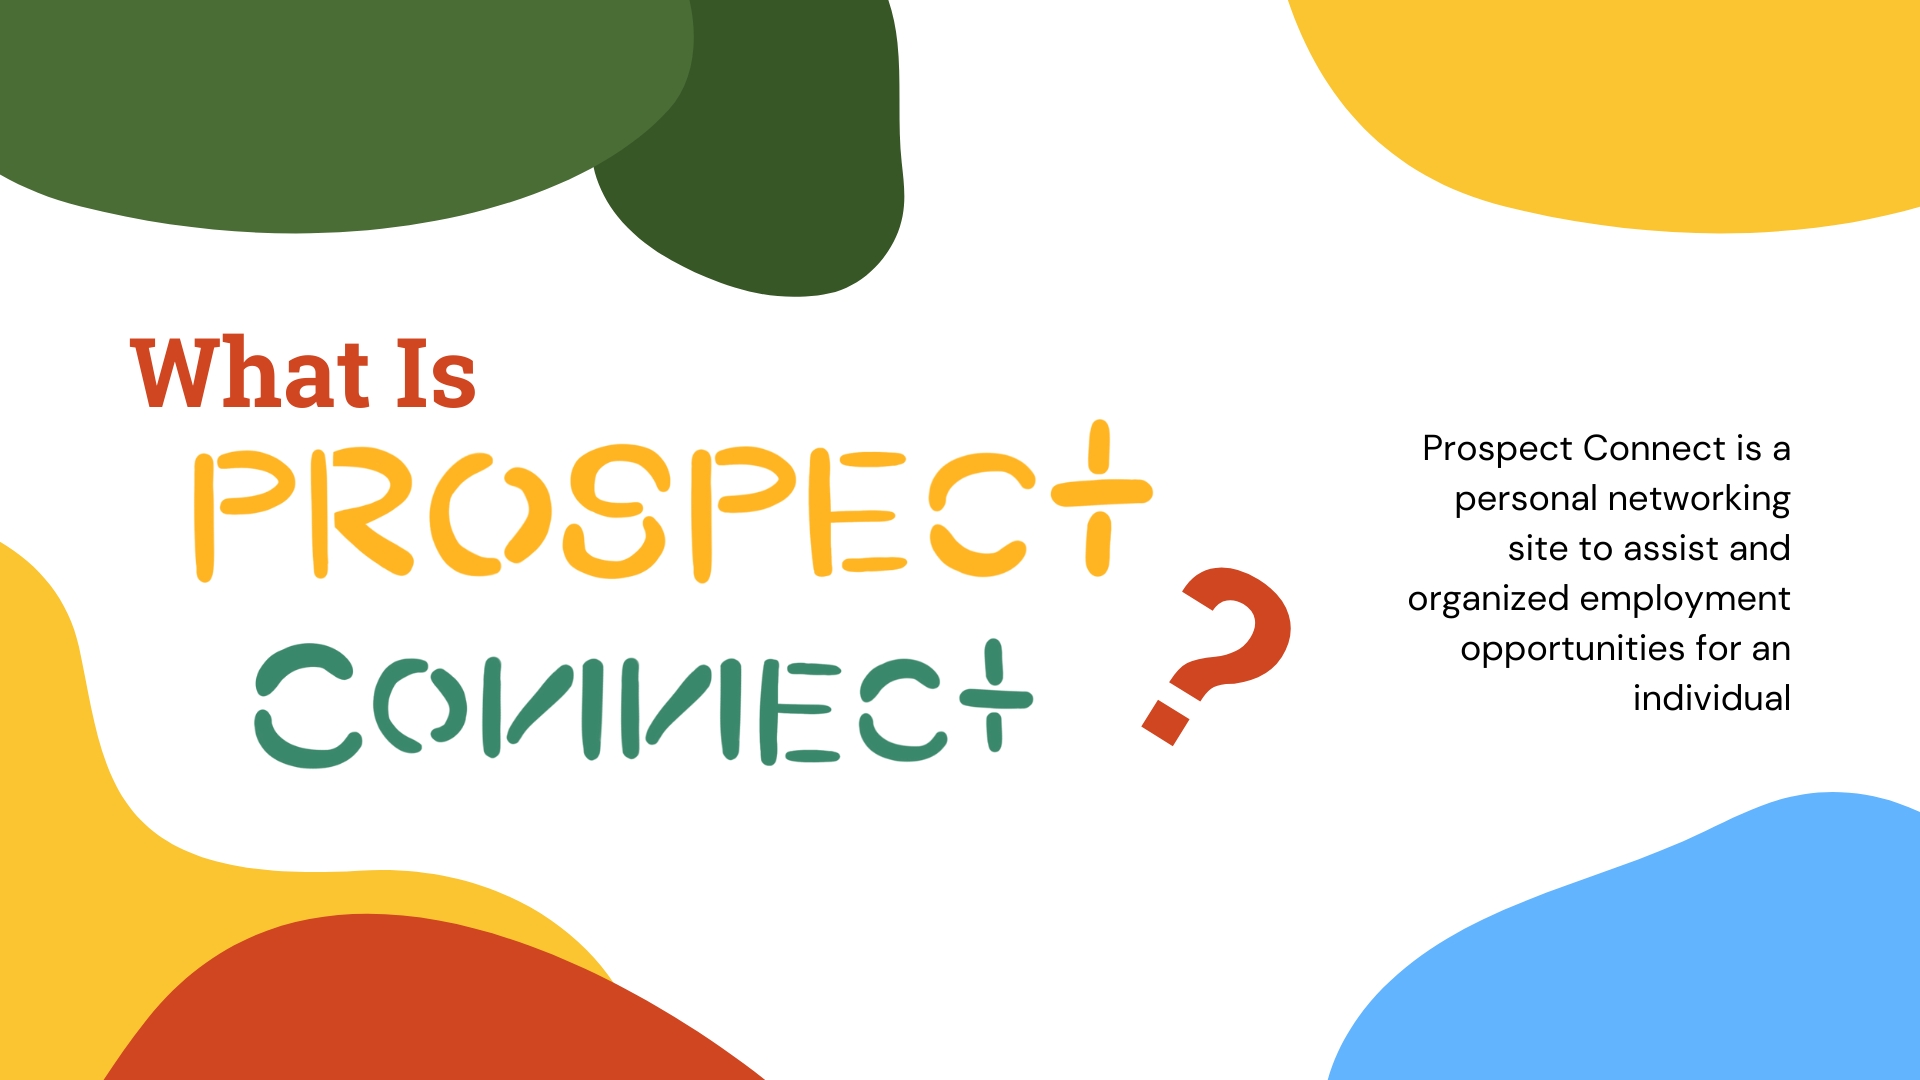 What Is
PROSPECT
CONNECT
?
Prospect Connect is a
personal networking
site to assist and
organized employment
opportunities for an
individual